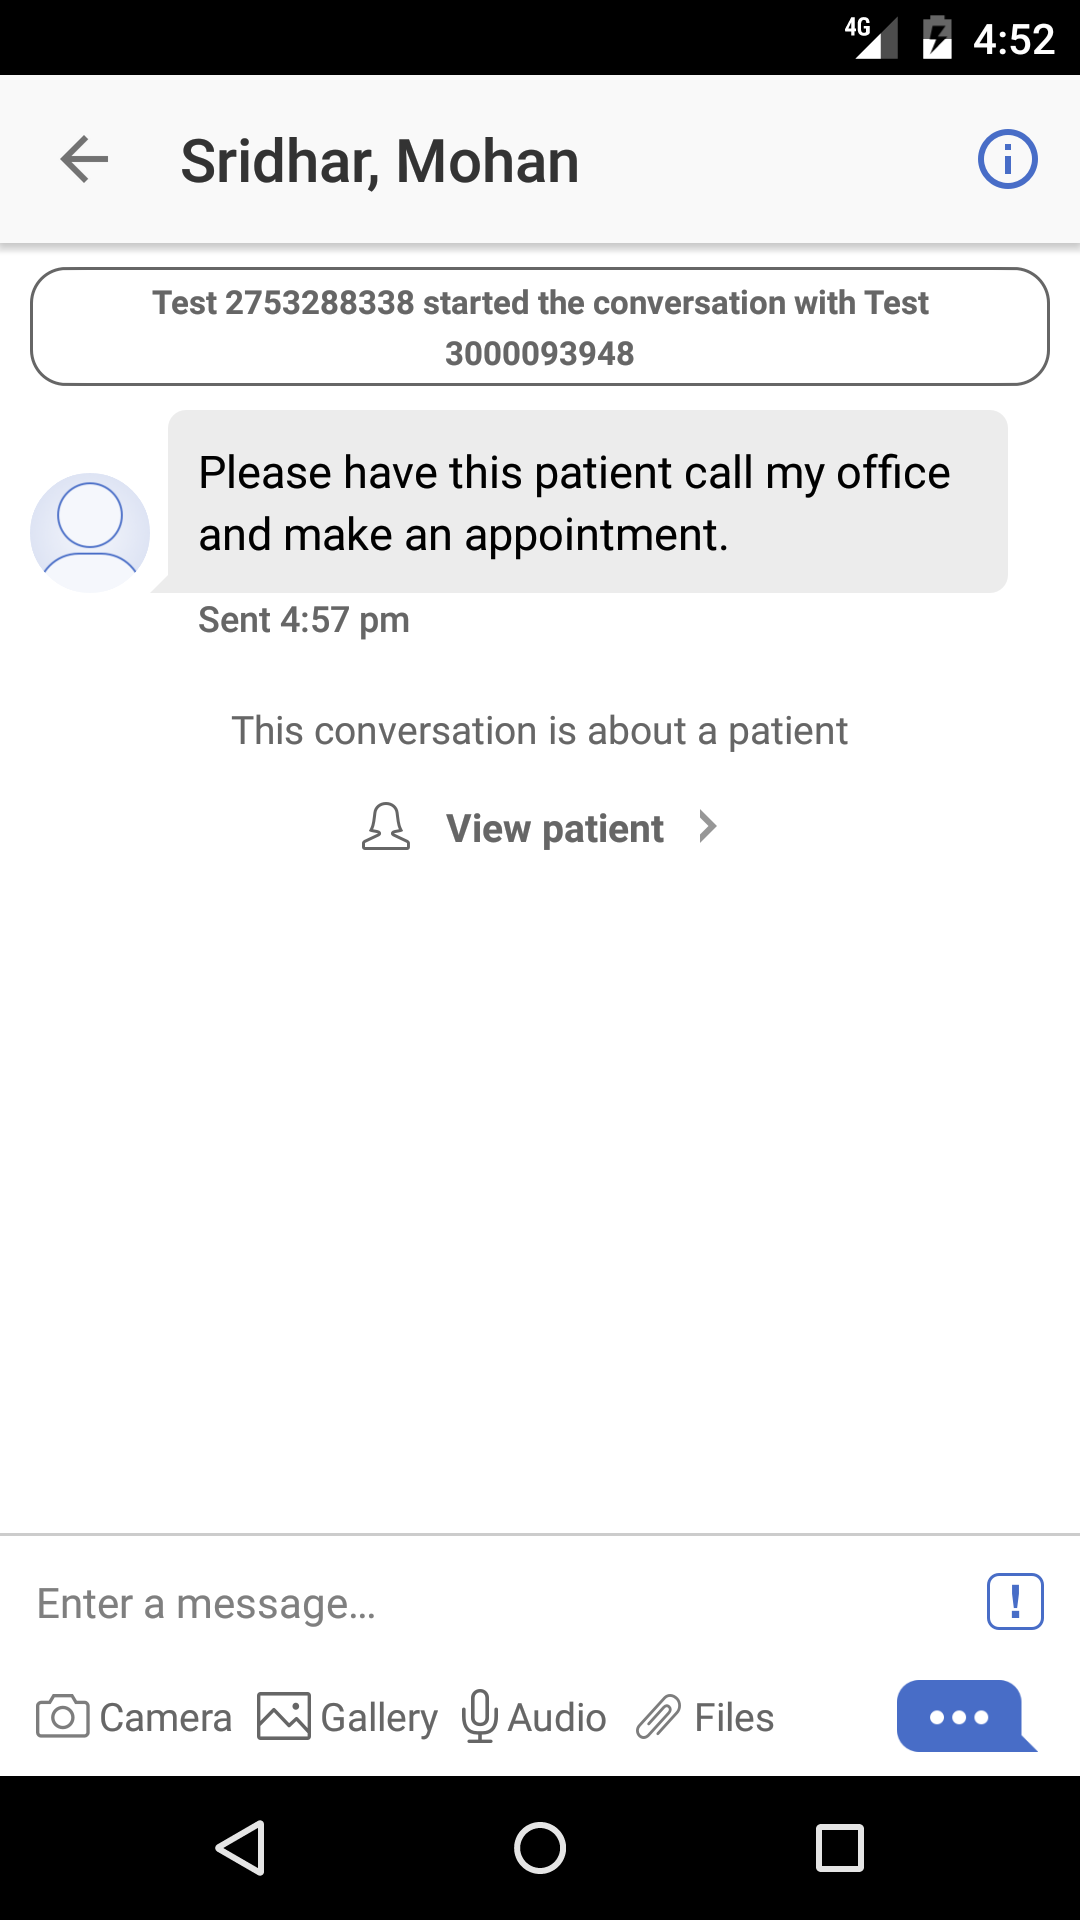 4G 4:52
Sridhar, Mohan
Test 2753288338 started the conversation with Test
3000093948
Please have this patient call my office
and make an appointment.
Sent 4:57 pm
This conversation is about a patient
View patient
Enter a message...
Camera Gallery Audio Files